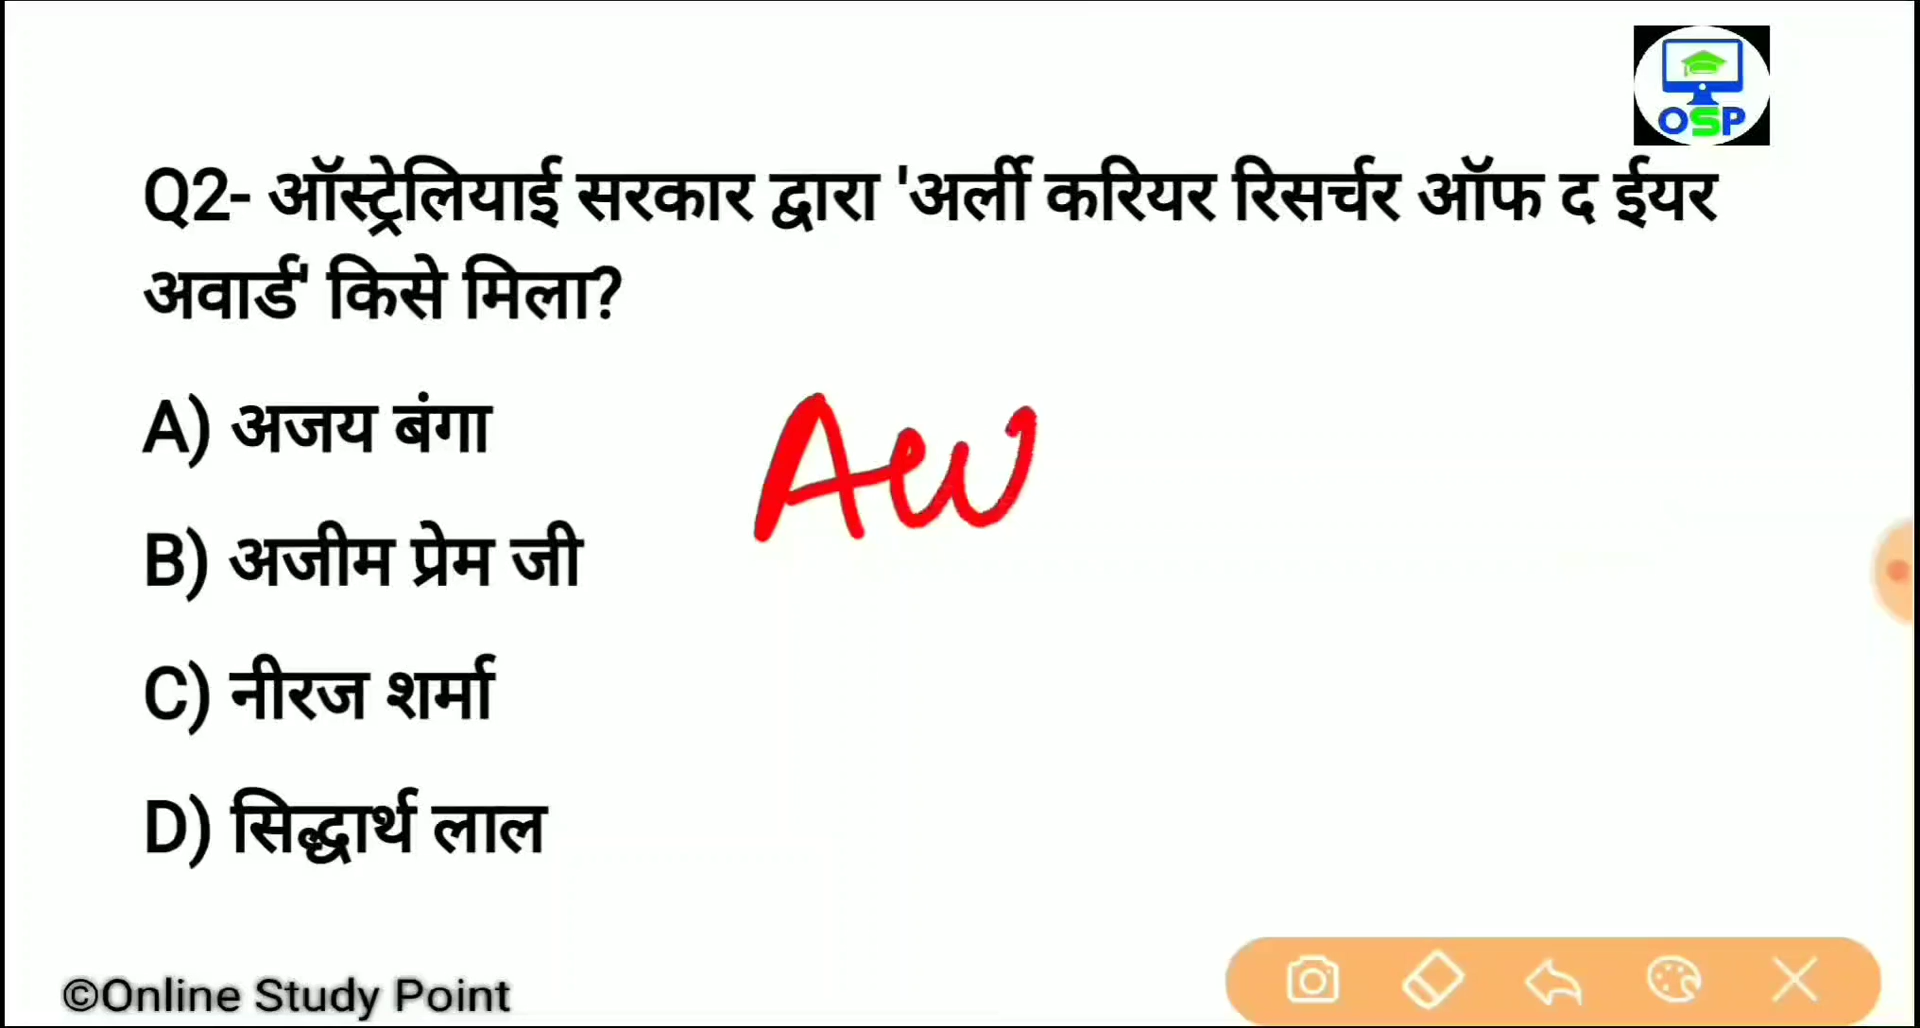 OSP
Q2- ऑस्ट्रेलियाई सरकार द्वारा 'अर्ली करियर रिसर्चर ऑफ द ईयर
अवार्ड' किसे मिला?
A) अजय बंगा
B) अजीम प्रेम जी
C) नीरज शर्मा
D) सिद्धार्थ लाल
©Online Study Point